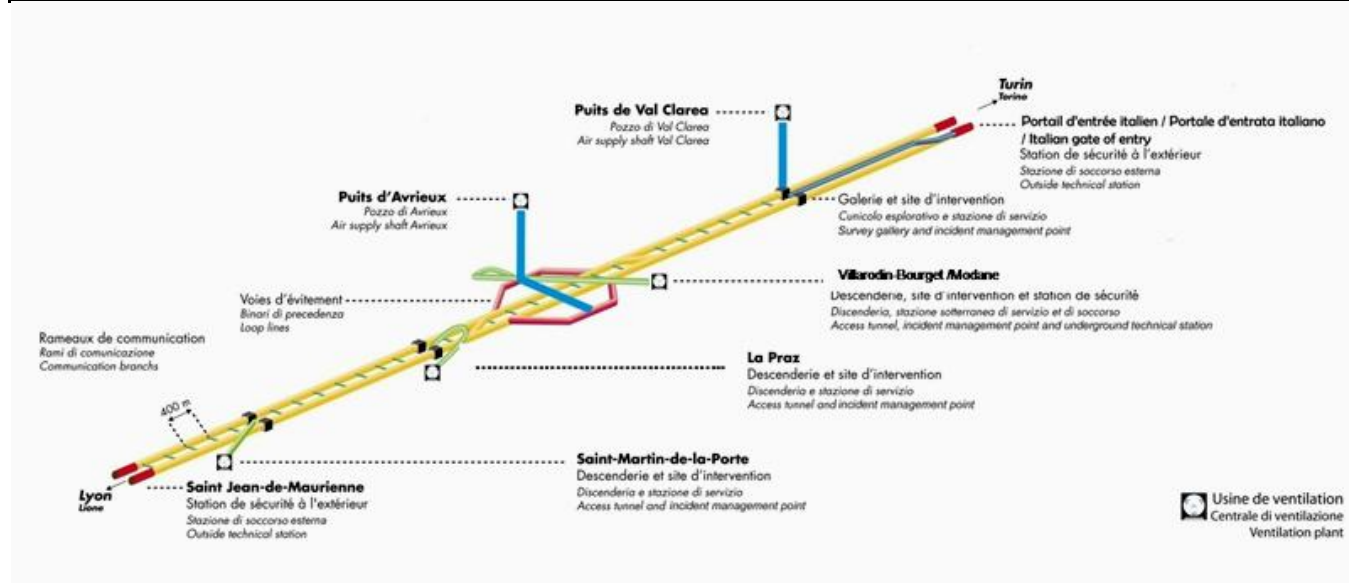 Turin
Torino
Puits de Val Clarea
Pozzo di Val Clarea
Air supply shaft Val Clarea
Portail d'entrée italien / Portale d'entrata italiano
/ Italian gate of entry
Station de sécurité à l'extérieur
Stazione di soccorso esterna
Outside technical station
Puits d'Avrieux
Pozzo di Avrieux
Air supply shaft Avrieux
Galerie et site d'intervention
Cunicolo esplorativo e stazione di servizio
Survey gallery and incident management point
Villarodin-Bourget /Modane
Descenderie, site d'intervention et station de sécurité
Discenderia, stazione sotterranea di servizio et di soccorso
Access tunnel, incident management point and underground technical station
Voies d'évitement
Binari di precedenza
Loop lines
Rameaux de communication
Rami di comunicazione
Communication branchs
La Praz
Descenderie et site d'intervention
Discenderia e stazione di servizio
Access tunnel and incident management point
400 m
Saint-Martin-de-la-Porte
Descenderie et site d'intervention
Discenderia e stazione di servizio
Access tunnel and incident management point
Lyon
Lione
Saint Jean-de-Maurienne
Station de sécurité à l'extérieur
Stazione di soccorso esterna
Outside technical station
Usine de ventilation
Centrale di ventilazione
Ventilation plant